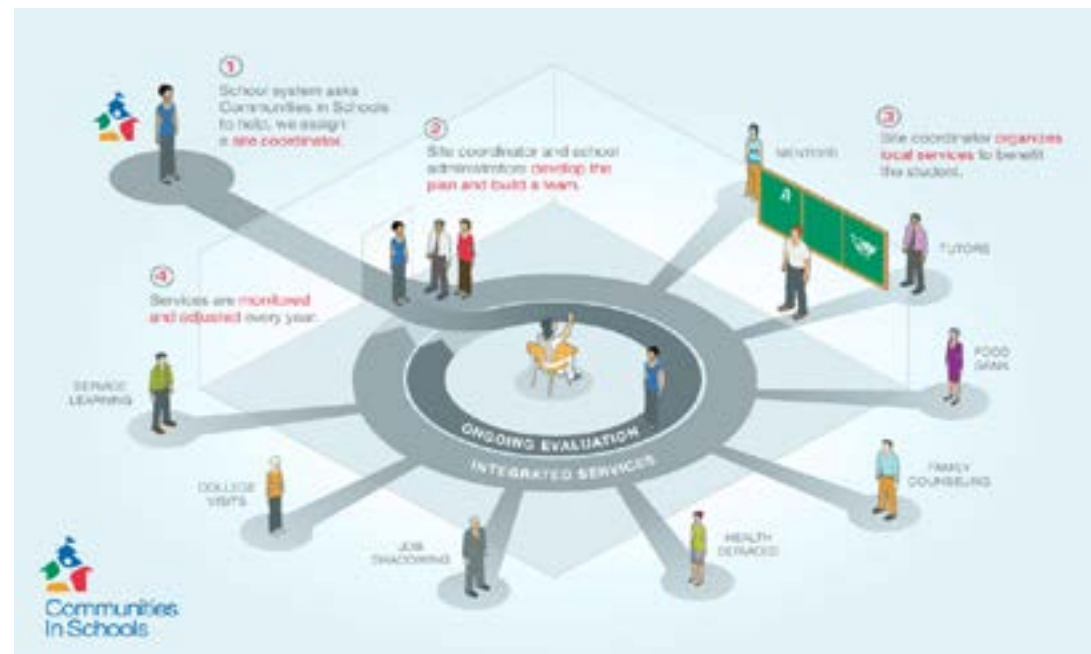 1
School system asks
Communities in Schools
to help, we assign
a site coordinator.
2
Site coordinator and school
administrators develop the
plan and build a team.
3
Site coordinator organizes
local services to benefit
the student.
4
Services are monitored
and adjusted every year.
MENTORS
TUTORS
FOOD
BANK
FAMILY
COUNSELING
HEALTH
SERVICES
JOB
SHADOWING
COLLEGE
VISITS
SERVICE
LEARNING
ONGOING EVALUATION
INTEGRATED SERVICES
Communities
In Schools